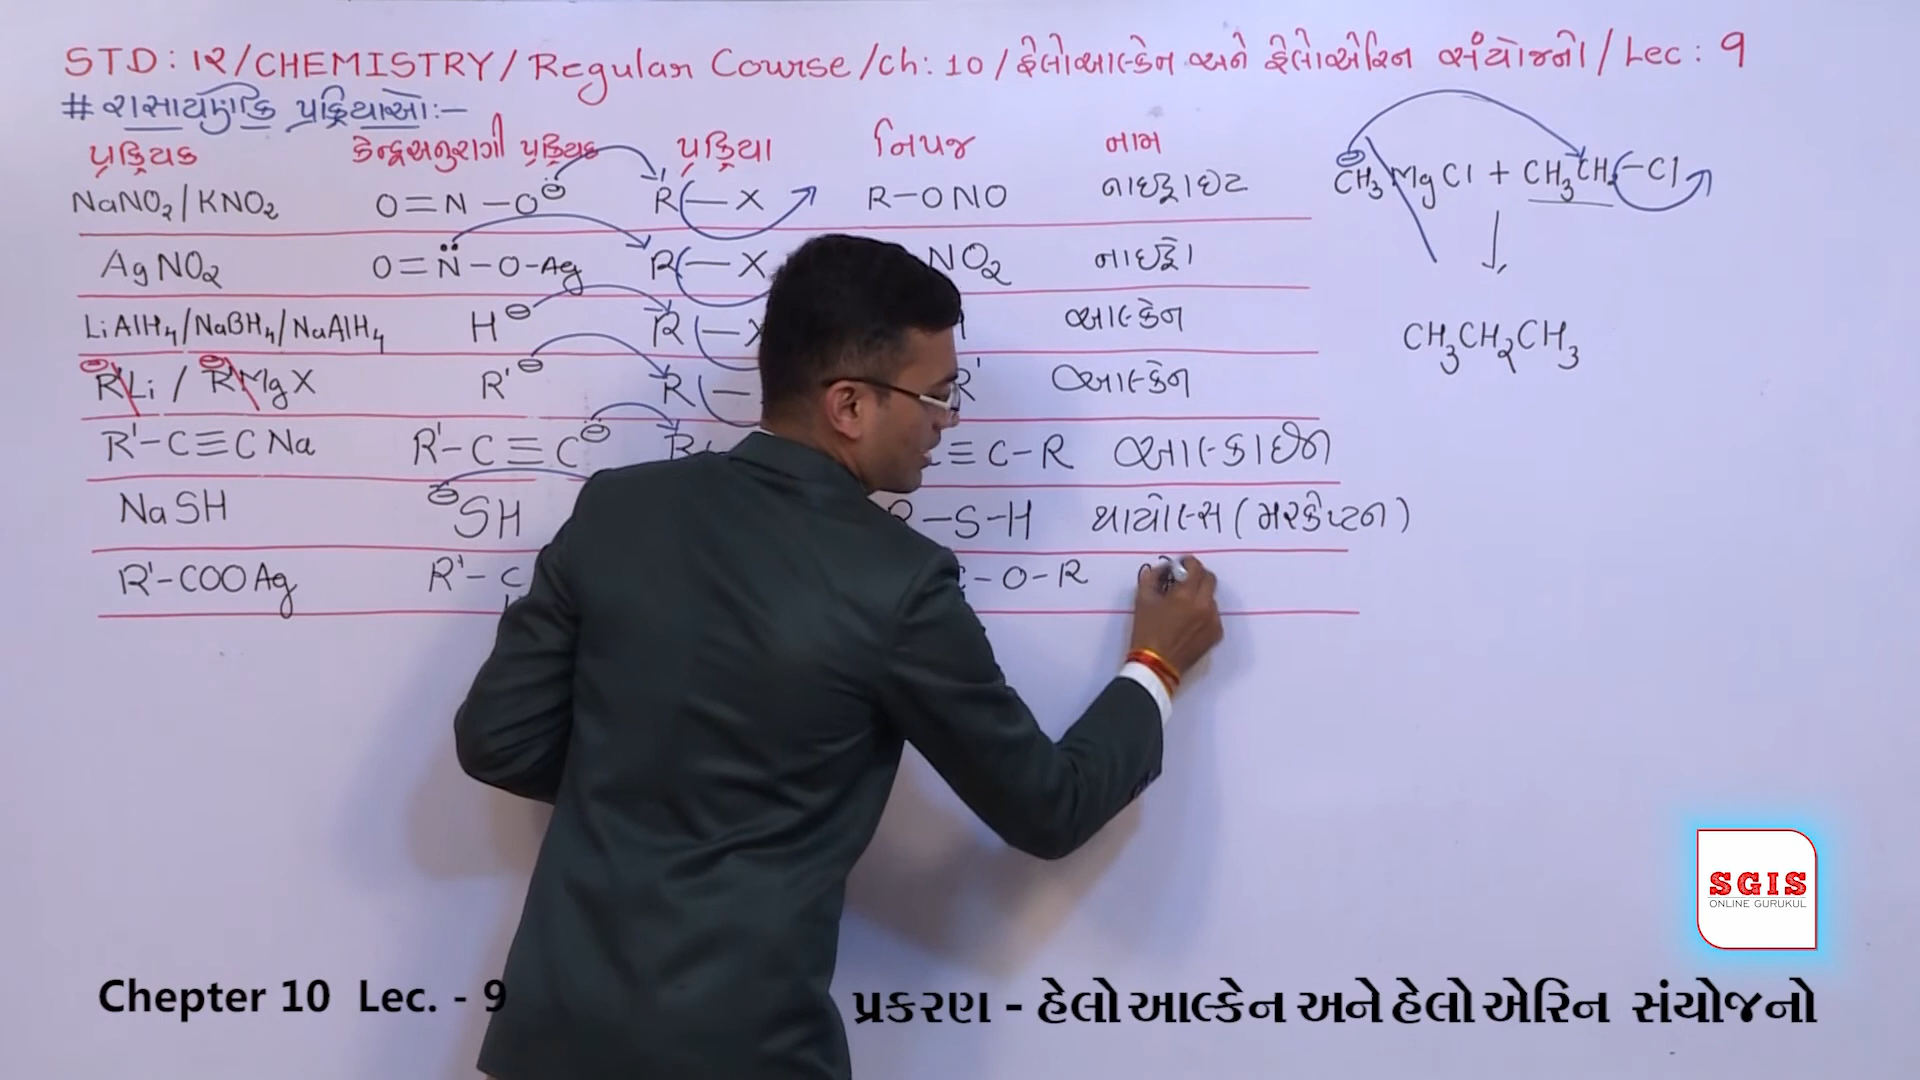 STD: 12/CHEMISTRY/Regular Course/ch: 10/હેલોઆલ્કેન અને હેલોએરિન સંયોજનો/Lec: 9
# રાસાયણિક પ્રક્રિયાઓ:-
પ્રક્રિયક કેન્દ્રઅનુરાગી પ્રક્રિયક પ્રક્રિયા નિપજ નામ
NaNO2/KNO2 O=N-O⊖ R-X R-ONO નાઇટ્રાઇટ
AgNO2 O=N̈-O-Ag R-X NO2 નાઇટ્રો
LiAlH4/NaBH4/NaAlH4 H⊖ R-X આલ્કેન
R'Li / R'MgX R'⊖ R- R' આલ્કેન
R'-C≡CNa R'-C≡C⊖ R ≡C-R આલ્કાઇન
NaSH ⊖SH R-S-H થાયોલ્સ (મરકેપ્ટન)
R'-COOAg R'-C C-O-R
⊖CH3MgCl + CH3CH2-Cl
↓
CH3CH2CH3
SGIS
ONLINE GURUKUL
Chepter 10 Lec. - 9
પ્રકરણ - હેલોઆલ્કેન અને હેલોએરિન સંયોજનો